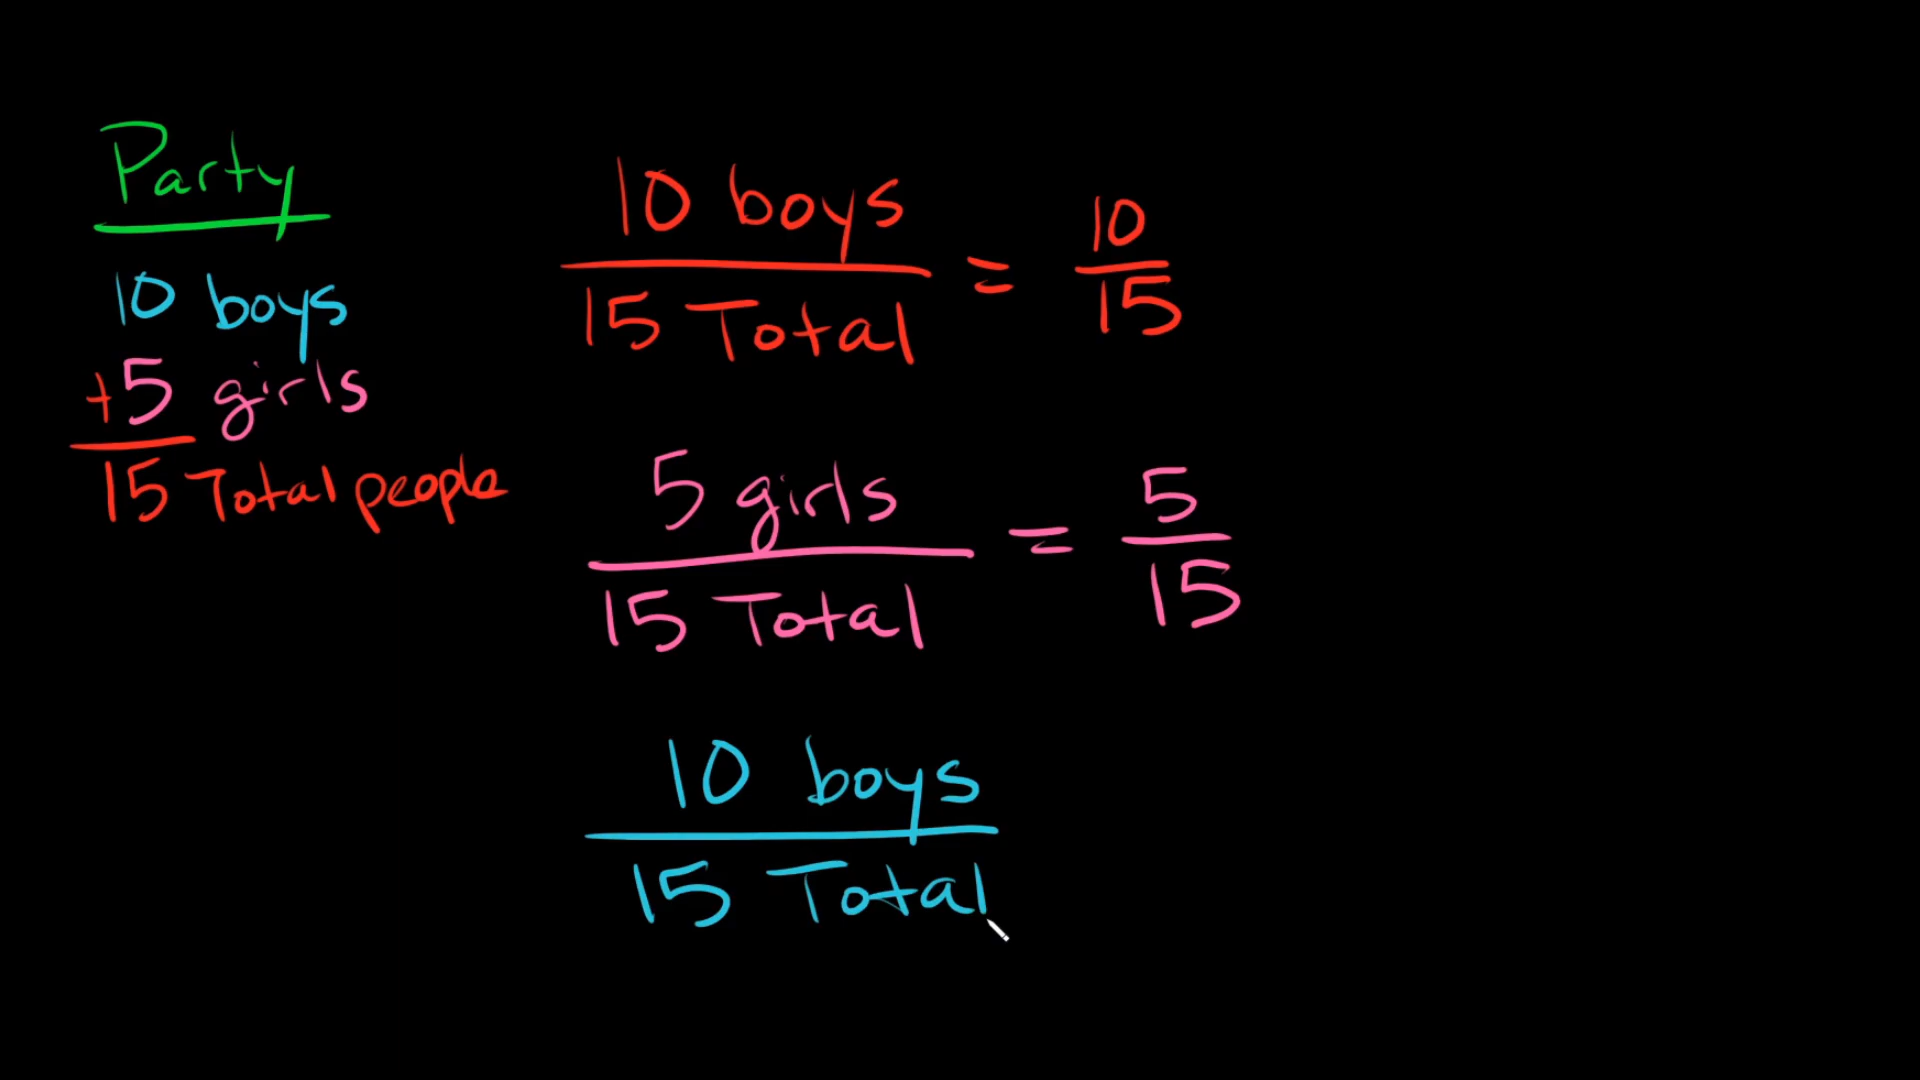 Party
10 boys
+5 girls
15 Total people
10 boys
15 Total
=
10
15
5 girls
15 Total
=
5
15
10 boys
15 Total